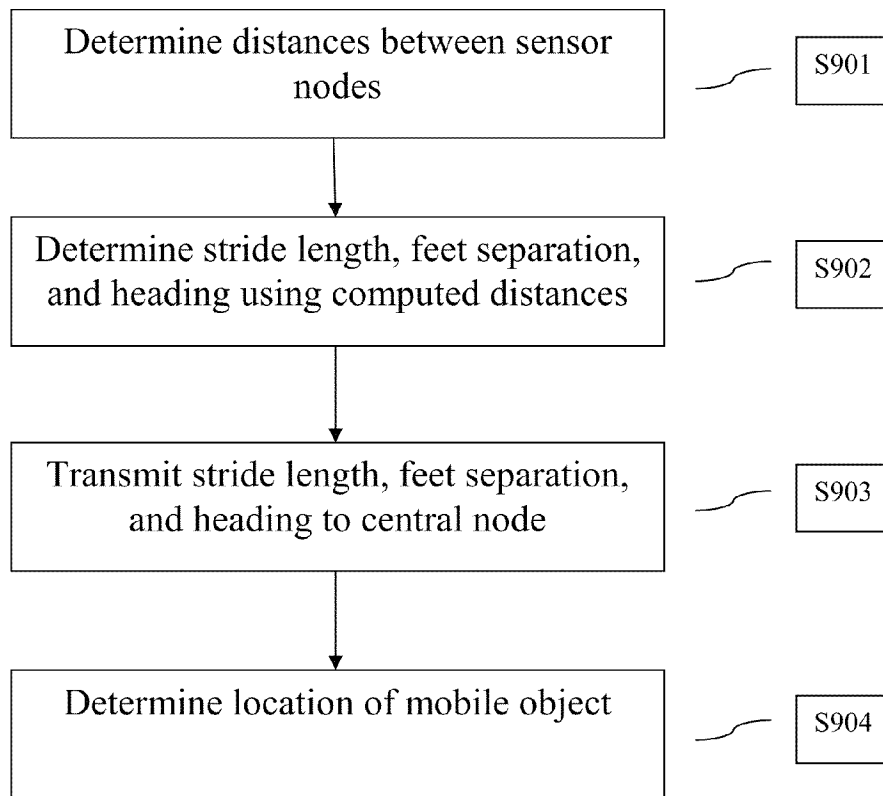 Determine distances between sensor
nodes
S901
Determine stride length, feet separation,
and heading using computed distances
S902
Transmit stride length, feet separation,
and heading to central node
S903
Determine location of mobile object
S904